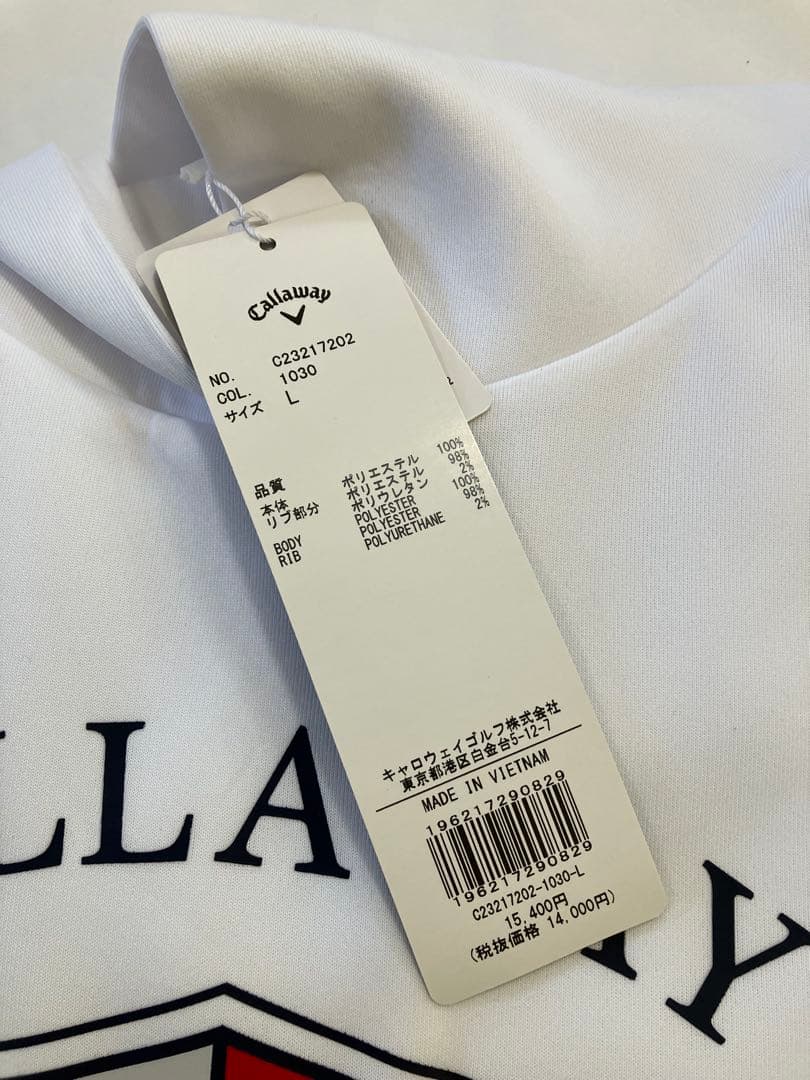 Callaway
NO. C23217202
COL. 1030
サイズ L
品質
本体 ポリエステル 100%
リブ部分 ポリエステル 98%
ポリウレタン 2%
BODY POLYESTER 100%
RIB POLYESTER 98%
POLYURETHANE 2%
キャロウェイゴルフ株式会社
東京都港区白金台5-12-7
MADE IN VIETNAM
196217290829
196217290829
C23217202-1030-L
15,400円
(税抜価格 14,000円)
2
LLA Y